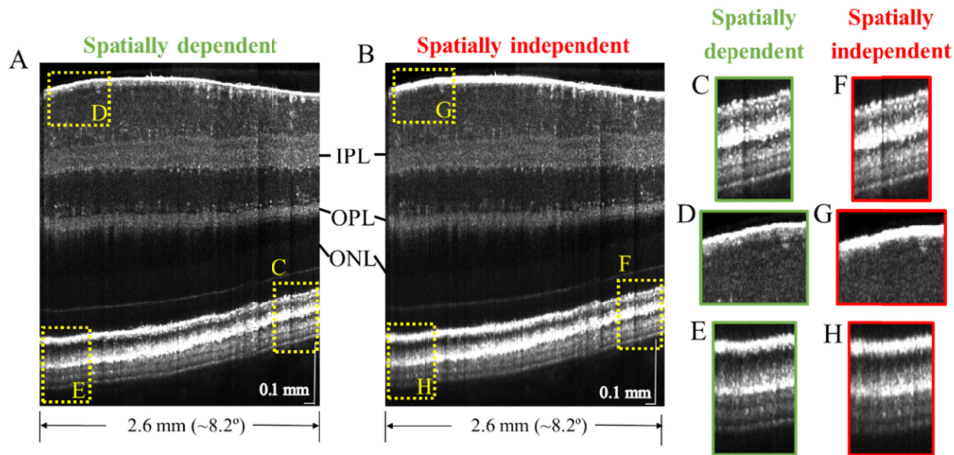 A
Spatially dependent
D
IPL
OPL
ONL
C
E
0.1 mm
2.6 mm (~8.2º)
B
Spatially independent
G
F
H
0.1 mm
2.6 mm (~8.2º)
Spatially
dependent
Spatially
independent
C
F
D
G
E
H